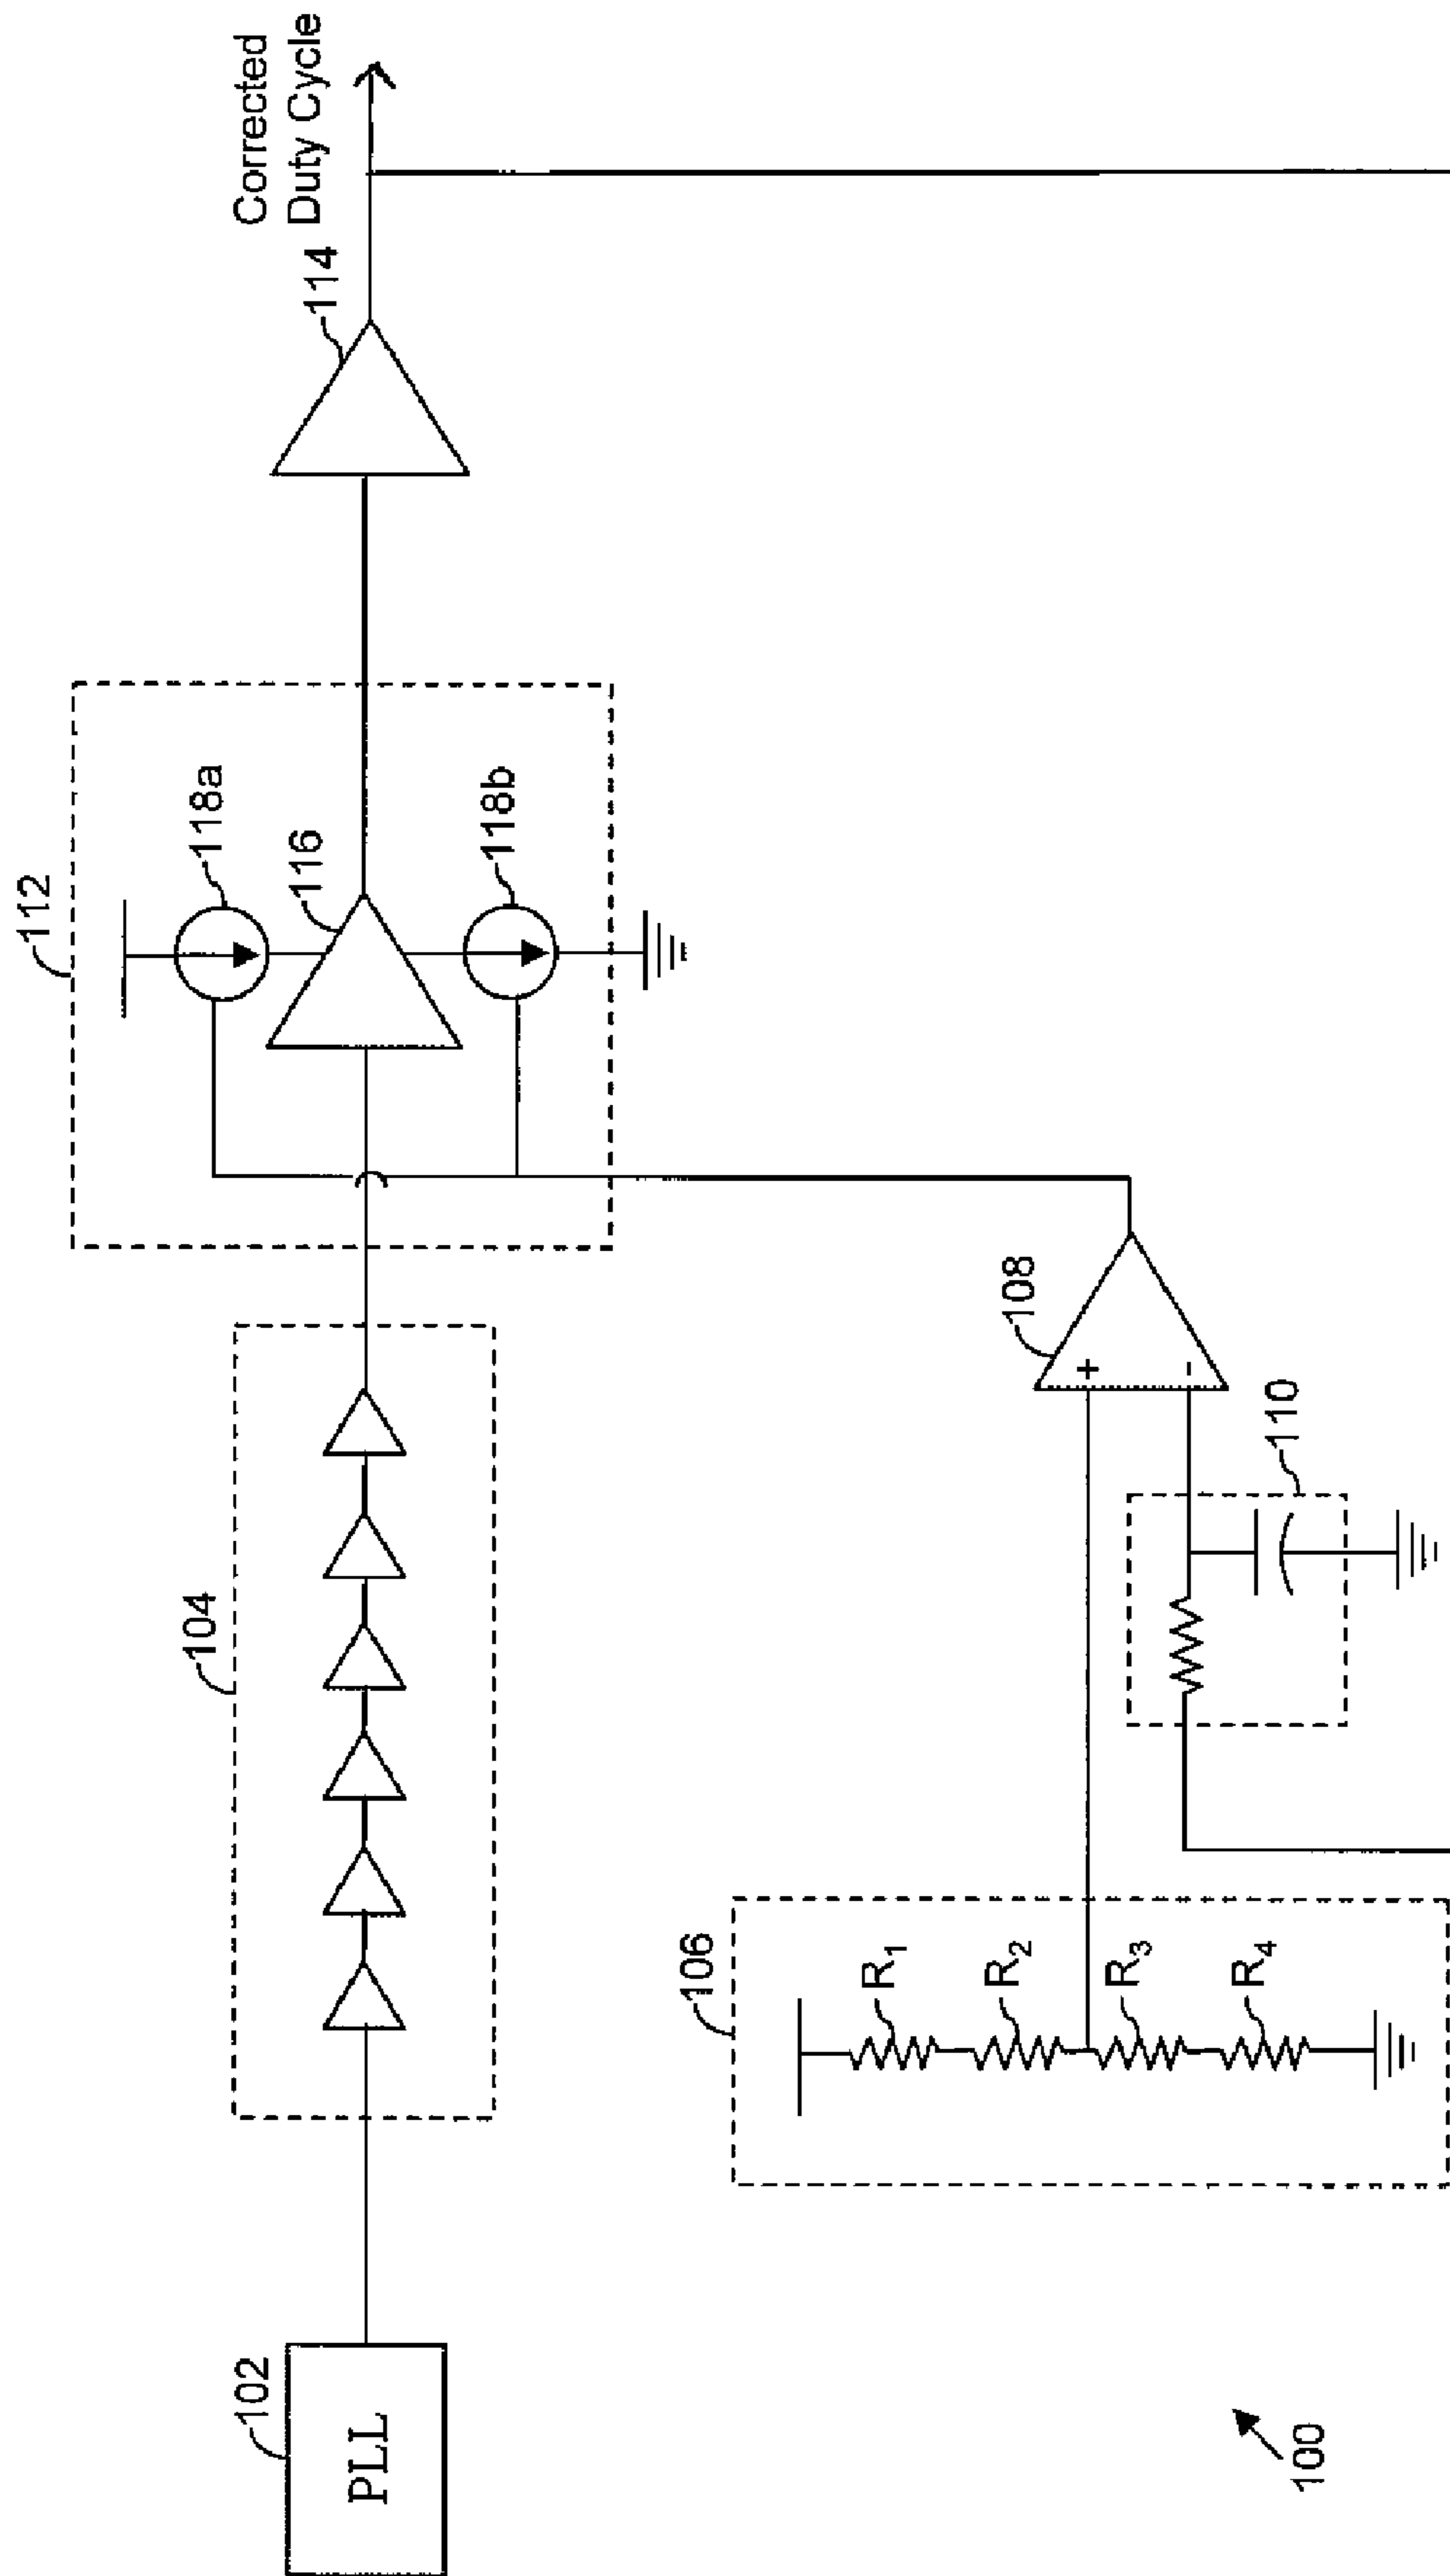 Corrected
Duty Cycle
112
118a
114
116
118b
104
102
PLL
108
+
−
106
110
R1
R2
R3
R4
100